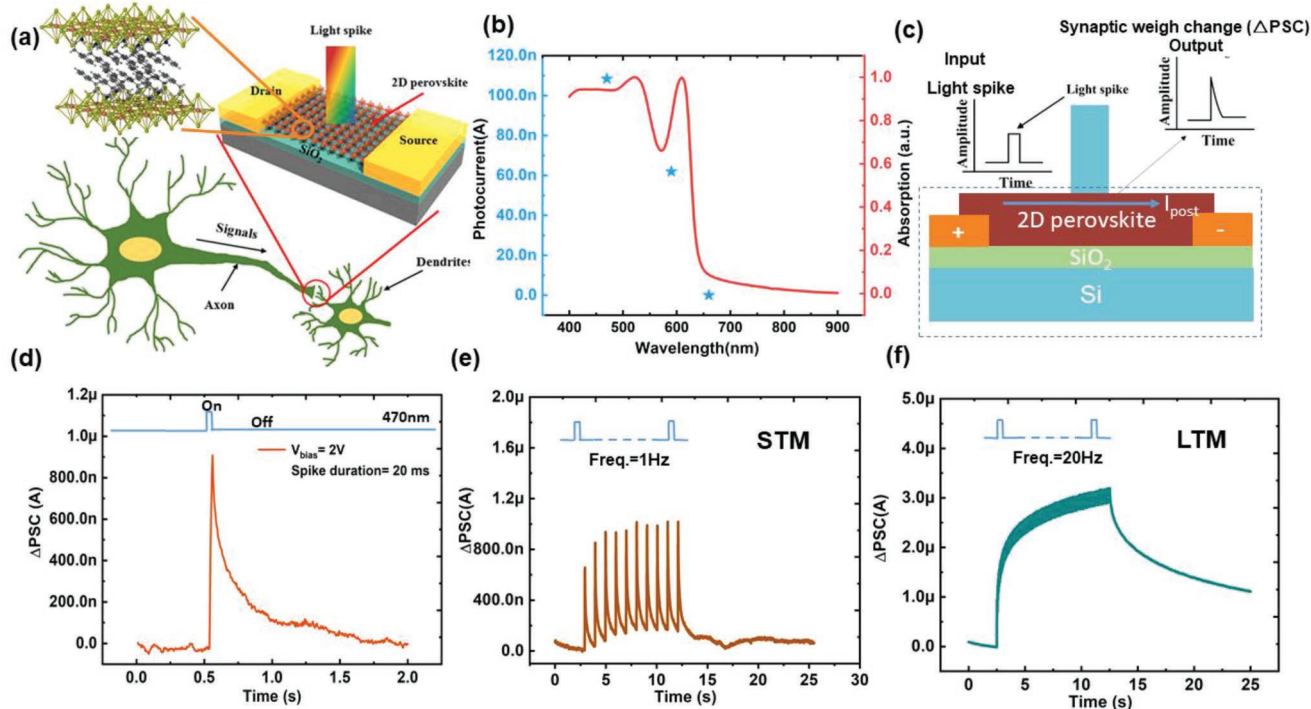 (a)
Light spike
2D perovskite
Drain
Source
SiO₂
Signals
Axon
Dendrites
(b)
120.0n
100.0n
80.0n
60.0n
40.0n
20.0n
0.0
Photocurrent(A)
1.0
0.8
0.6
0.4
0.2
0.0
Absorption (a.u.)
400 500 600 700 800 900
Wavelength(nm)
(c)
Synaptic weigh change (△PSC)
Output
Input
Light spike
Light spike
Amplitude
Time
Amplitude
Time
I_post
2D perovskite
+
-
SiO₂
Si
(d)
1.2μ
1.0μ
800.0n
600.0n
400.0n
200.0n
0.0
ΔPSC (A)
On
Off
470nm
V_bias= 2V
Spike duration= 20 ms
0.0 0.5 1.0 1.5 2.0
Time (s)
(e)
2.0μ
1.6μ
1.2μ
800.0n
400.0n
0.0
ΔPSC(A)
STM
Freq.=1Hz
0 5 10 15 20 25 30
Time (s)
(f)
5.0μ
4.0μ
3.0μ
2.0μ
1.0μ
0.0
ΔPSC(A)
LTM
Freq.=20Hz
0 5 10 15 20 25
Time (s)